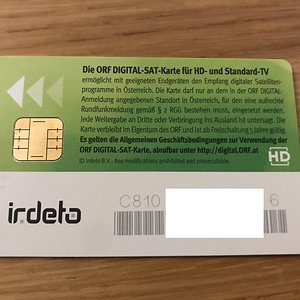 Die ORF DIGITAL-SAT-Karte für HD- und Standard-TV
ermöglicht mit geeigneten Endgeräten den Empfang digitaler Satelliten-
programme in Österreich. Die Karte darf nur an dem in der ORF DIGITAL-
Anmeldung angegebenen Standort in Österreich, für den eine aufrechte
Rundfunkmeldung gemäß § 2 RGG bestehen muss, eingesetzt werden.
Jede Weitergabe an Dritte oder Verbringung ins Ausland ist untersagt. Die
Karte verbleibt im Eigentum des ORF und ist ab Freischaltung 5 Jahre gültig.
Es gelten die Allgemeinen Geschäftsbedingungen zur Verwendung der
ORF DIGITAL-SAT-Karte, abrufbar unter http://digital.ORF.at
© Irdeto B.V.: Any modifications prohibited and prosecutable.
HD
irdeto
C810 6